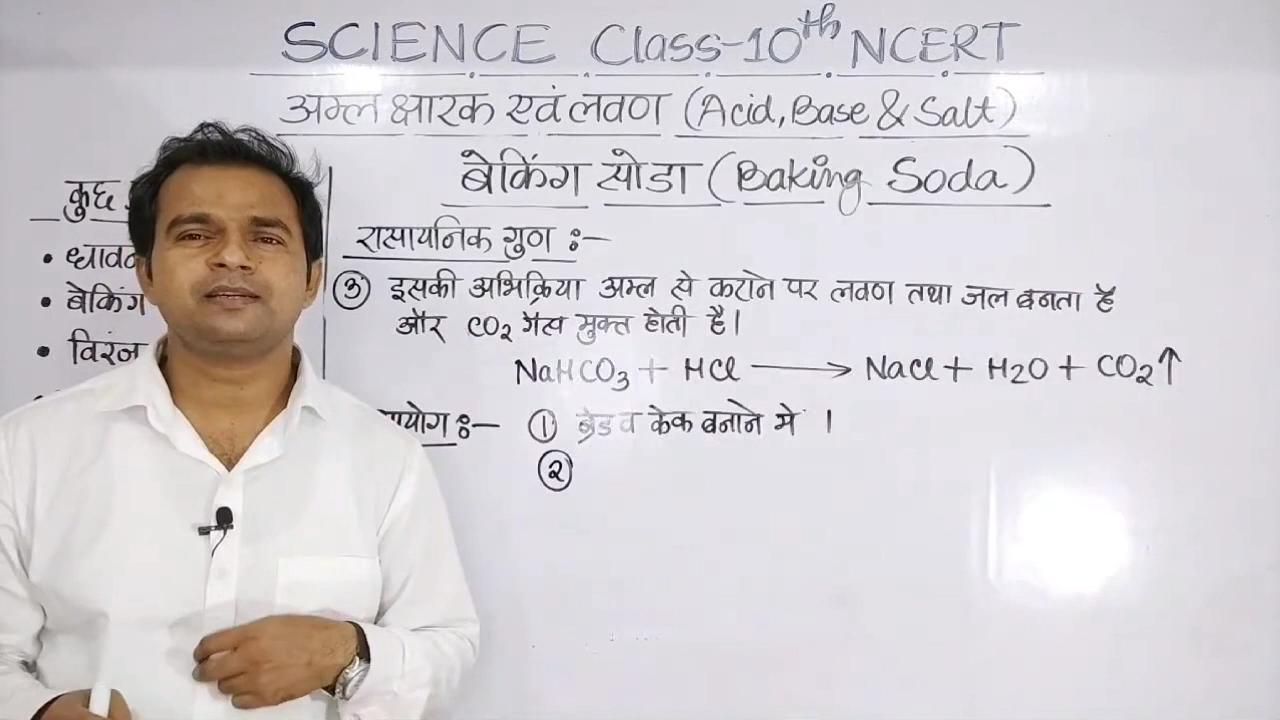 SCIENCE Class-10th NCERT
अम्ल क्षारक एवं लवण (Acid, Base & Salt)
बेकिंग सोडा (Baking Soda)
कुछ
• धावन
• बेकिंग
• विरंज
रासायनिक गुण :-
③ इसकी अभिक्रिया अम्ल से कराने पर लवण तथा जल बनता है
और CO2 गैस मुक्त होती है।
NaHCO3 + HCl ⟶ NaCl + H2O + CO2↑
:- ① ब्रेड व केक बनाने मे ।
②